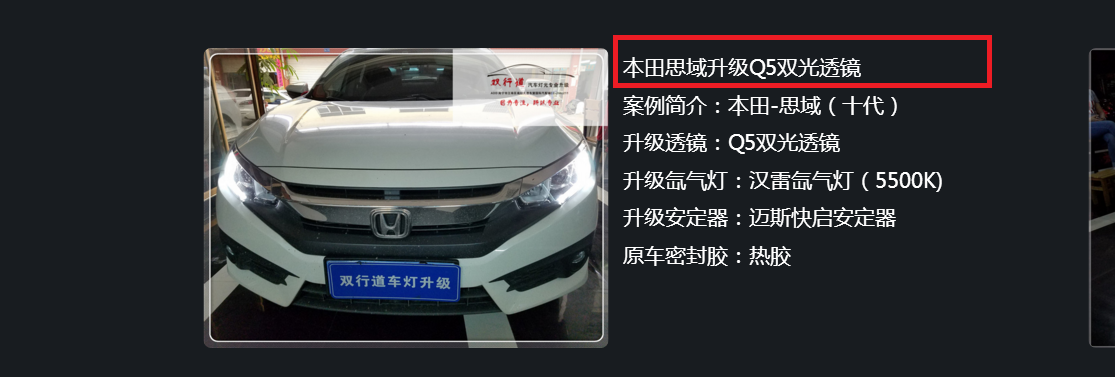 双行道 汽车灯光专业升级
本田思域升级Q5双光透镜
案例简介：本田-思域（十代）
升级透镜：Q5双光透镜
升级氙气灯：汉雷氙气灯（5500K)
升级安定器：迈斯快启安定器
原车密封胶：热胶
双行道车灯升级